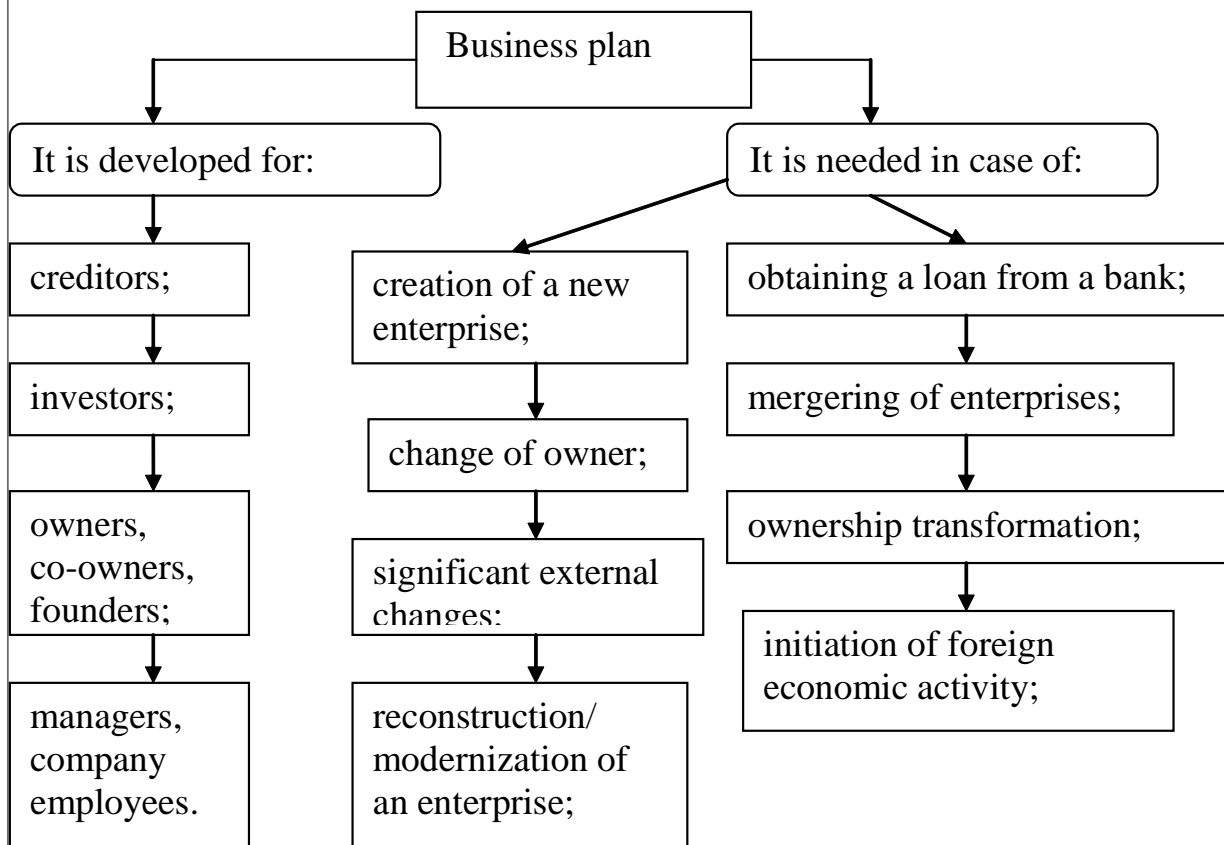 Business plan
It is developed for:
It is needed in case of:
creditors;
investors;
owners,
co-owners,
founders;
managers,
company
employees.
creation of a new
enterprise;
change of owner;
significant external
changes;
reconstruction/
modernization of
an enterprise;
obtaining a loan from a bank;
mergering of enterprises;
ownership transformation;
initiation of foreign
economic activity;